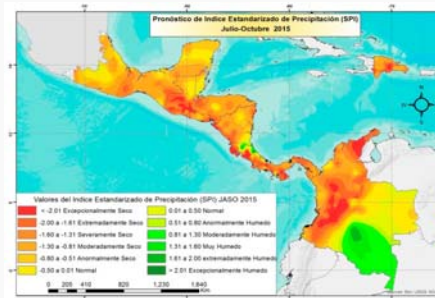 Pronóstico de Indice Estandarizado de Precipitación (SPI)
Julio-Octubre 2015
Valores del Indice Estandarizado de Precipitación (SPI) JASO 2015
< -2.01 Excepcionalmente Seco
-2.00 a -1.61 Extremadamente Seco
-1.60 a -1.31 Severamente Seco
-1.30 a -0.81 Moderadamente Seco
-0.80 a -0.51 Anormalmente Seco
-0.50 a 0.01 Normal
0.01 a 0.50 Normal
0.51 a 0.80 Anormalmente Humedo
0.81 a 1.30 Moderadamente Humedo
1.31 a 1.60 Muy Humedo
1.61 a 2.00 extremadamente Humedo
> 2.01 Excepcionalmente Humedo
0 205 410 820 1,230 1,640